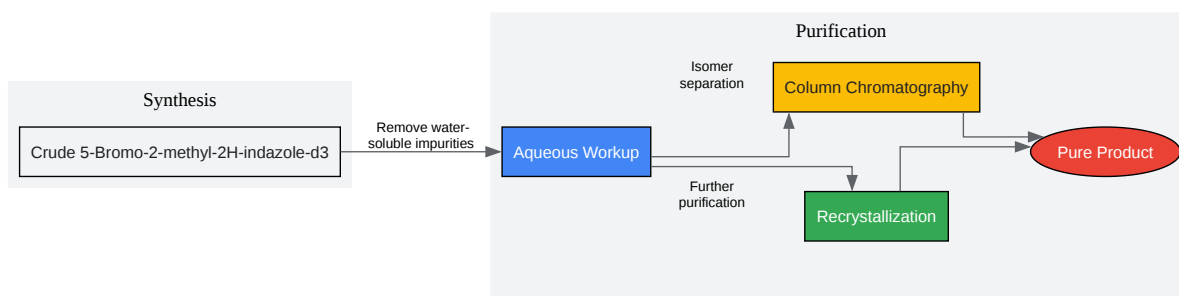 Purification
Isomer
separation
Column Chromatography
Synthesis
Crude 5-Bromo-2-methyl-2H-indazole-d3
Remove water-
soluble impurities
Aqueous Workup
Pure Product
Further
purification
Recrystallization